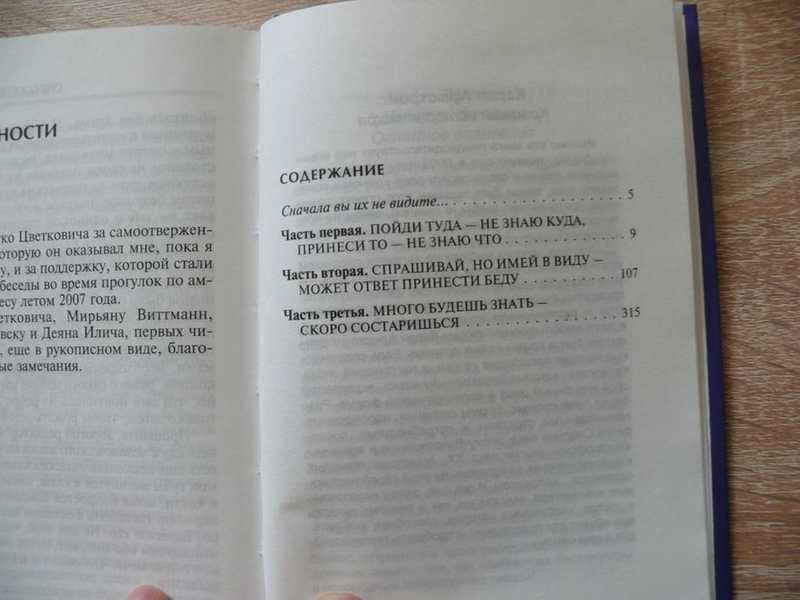 НОСТИ
ко Цветковича за самоотвержен-
оторую он оказывал мне, пока я
у, и за поддержку, которой стали
беседы во время прогулок по ам-
есу летом 2007 года.
етковича, Мирьяну Виттманн,
вску и Деяна Илича, первых чи-
, еще в рукописном виде, благо-
ые замечания.
СОДЕРЖАНИЕ
Сначала вы их не видите... 5
Часть первая. ПОЙДИ ТУДА — НЕ ЗНАЮ КУДА,
ПРИНЕСИ ТО — НЕ ЗНАЮ ЧТО 9
Часть вторая. СПРАШИВАЙ, НО ИМЕЙ В ВИДУ —
МОЖЕТ ОТВЕТ ПРИНЕСТИ БЕДУ 107
Часть третья. МНОГО БУДЕШЬ ЗНАТЬ —
СКОРО СОСТАРИШЬСЯ 315